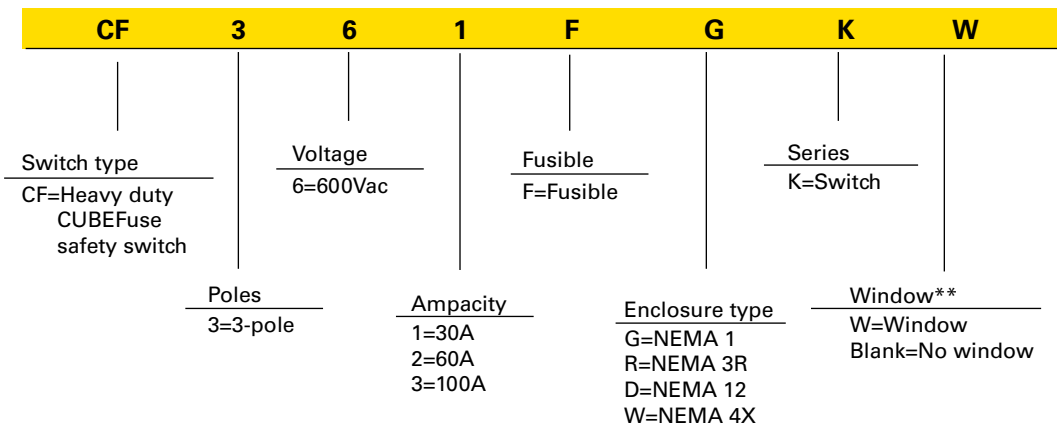 CF 3 6 1 F G K W
Switch type
CF=Heavy duty
CUBEFuse
safety switch
Poles
3=3-pole
Voltage
6=600Vac
Ampacity
1=30A
2=60A
3=100A
Fusible
F=Fusible
Enclosure type
G=NEMA 1
R=NEMA 3R
D=NEMA 12
W=NEMA 4X
Series
K=Switch
Window**
W=Window
Blank=No window